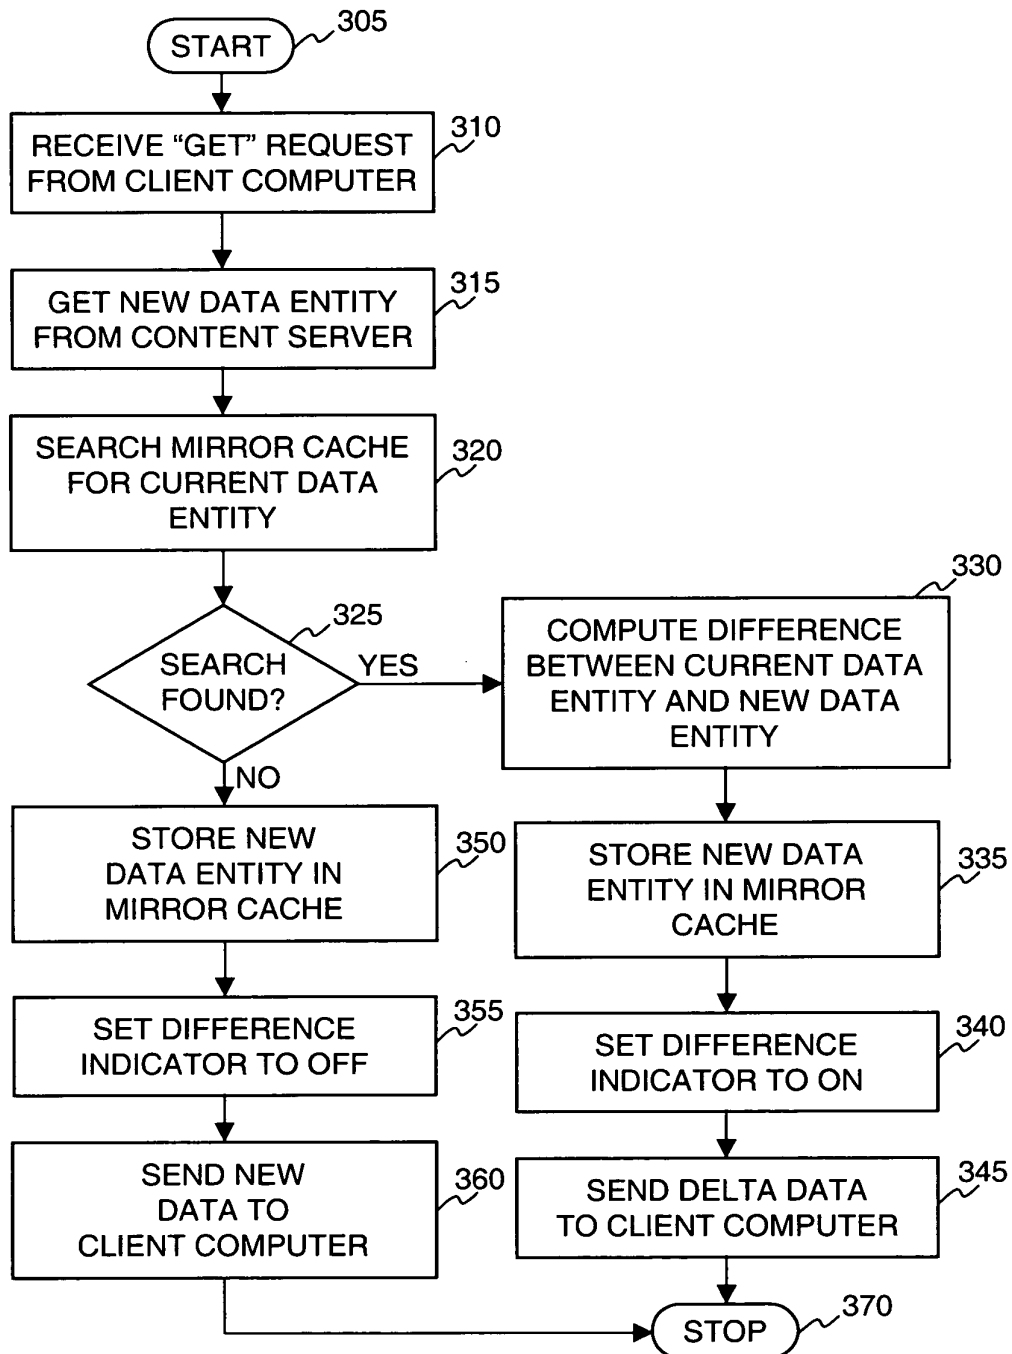 START
305
RECEIVE “GET” REQUEST
FROM CLIENT COMPUTER
310
GET NEW DATA ENTITY
FROM CONTENT SERVER
315
SEARCH MIRROR CACHE
FOR CURRENT DATA
ENTITY
320
SEARCH
FOUND?
325
YES
NO
COMPUTE DIFFERENCE
BETWEEN CURRENT DATA
ENTITY AND NEW DATA
ENTITY
330
STORE NEW DATA
ENTITY IN MIRROR
CACHE
335
SET DIFFERENCE
INDICATOR TO ON
340
SEND DELTA DATA
TO CLIENT COMPUTER
345
STORE NEW
DATA ENTITY IN
MIRROR CACHE
350
SET DIFFERENCE
INDICATOR TO OFF
355
SEND NEW
DATA TO
CLIENT COMPUTER
360
STOP
370